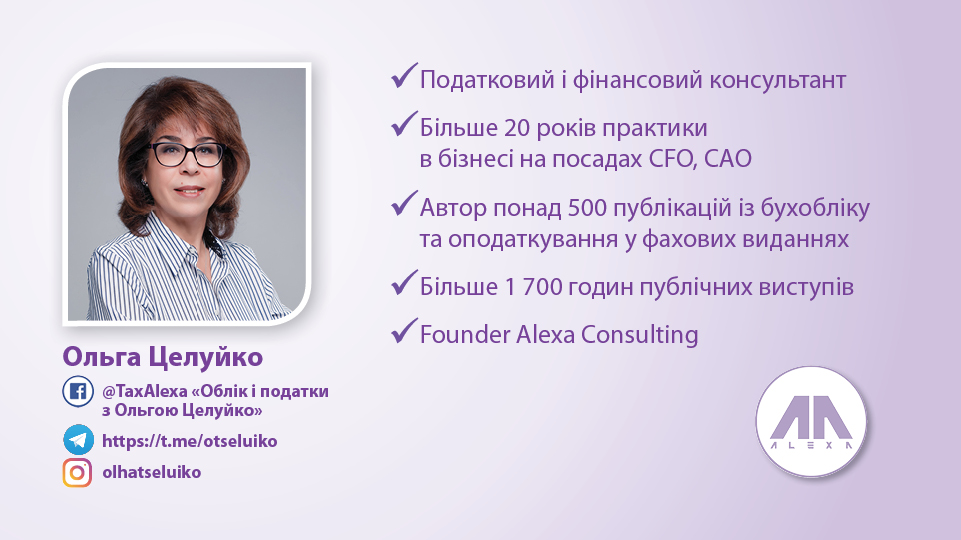 Податковий і фінансовий консультант
Більше 20 років практики
в бізнесі на посадах CFO, CAO
Автор понад 500 публікацій із бухобліку
та оподаткування у фахових виданнях
Більше 1 700 годин публічних виступів
Founder Alexa Consulting
Ольга Целуйко
@TaxAlexa «Облік і податки
з Ольгою Целуйко»
https://t.me/otseluiko
olhatseluiko
ALEXA